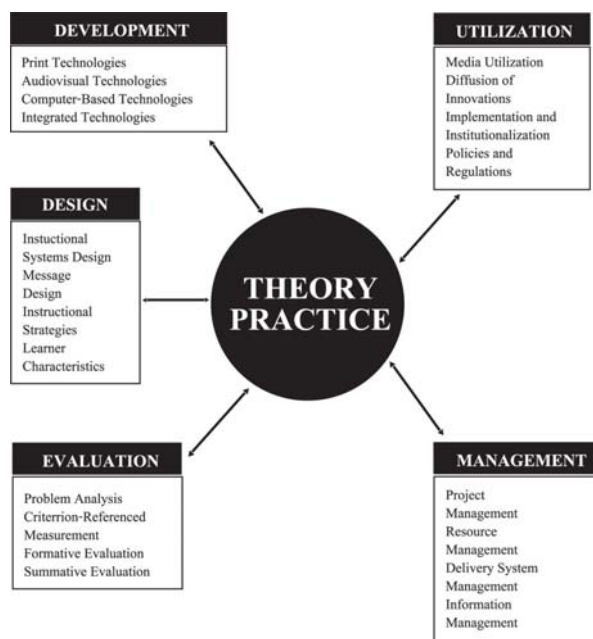 DEVELOPMENT
Print Technologies
Audiovisual Technologies
Computer-Based Technologies
Integrated Technologies
UTILIZATION
Media Utilization
Diffusion of
Innovations
Implementation and
Institutionalization
Policies and
Regulations
DESIGN
Instuctional
Systems Design
Message
Design
Instructional
Strategies
Learner
Characteristics
THEORY
PRACTICE
EVALUATION
Problem Analysis
Criterrion-Referenced
Measurement
Formative Evaluation
Summative Evaluation
MANAGEMENT
Project
Management
Resource
Management
Delivery System
Management
Information
Management